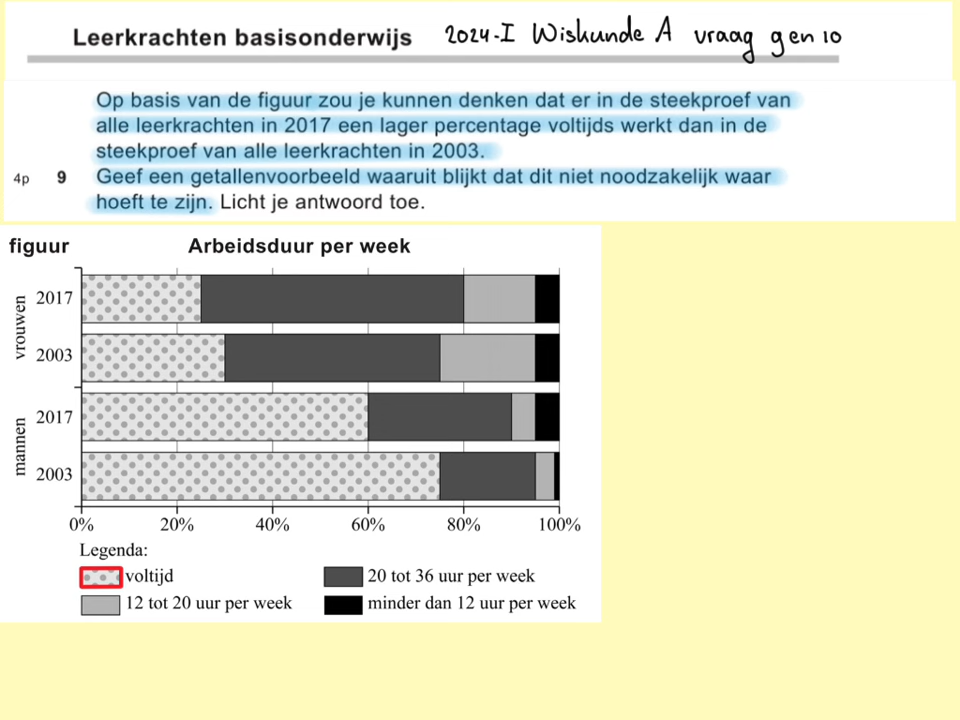 Leerkrachten basisonderwijs 2024-I Wiskunde A vraag 9 en 10
Op basis van de figuur zou je kunnen denken dat er in de steekproef van
alle leerkrachten in 2017 een lager percentage voltijds werkt dan in de
steekproef van alle leerkrachten in 2003.
4p 9 Geef een getallenvoorbeeld waaruit blijkt dat dit niet noodzakelijk waar
hoeft te zijn. Licht je antwoord toe.
figuur Arbeidsduur per week
vrouwen
2017
2003
mannen
2017
2003
0% 20% 40% 60% 80% 100%
Legenda:
voltijd 20 tot 36 uur per week
12 tot 20 uur per week minder dan 12 uur per week